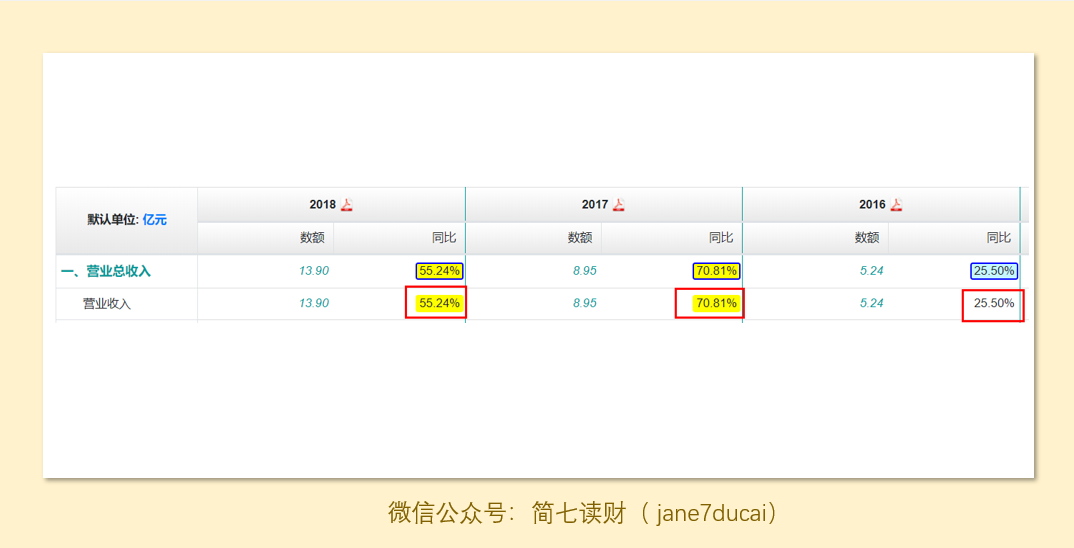 默认单位: 亿元 2018 2017 2016
数额 同比 数额 同比 数额 同比
一、营业总收入 13.90 55.24% 8.95 70.81% 5.24 25.50%
营业收入 13.90 55.24% 8.95 70.81% 5.24 25.50%
微信公众号：简七读财（ jane7ducai）